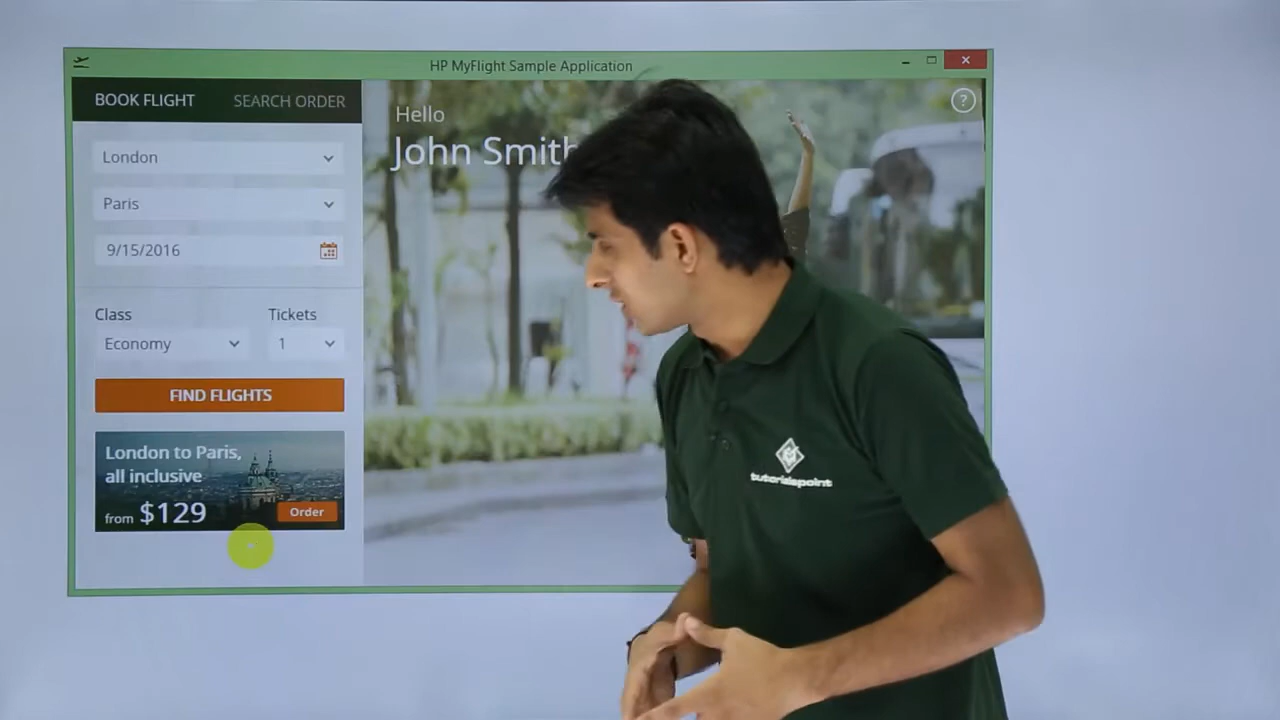 HP MyFlight Sample Application
BOOK FLIGHT
SEARCH ORDER
London
Paris
9/15/2016
Class
Tickets
Economy
1
FIND FLIGHTS
London to Paris,
all inclusive
from $129
Order
Hello
John Smith
?
tutorialspoint